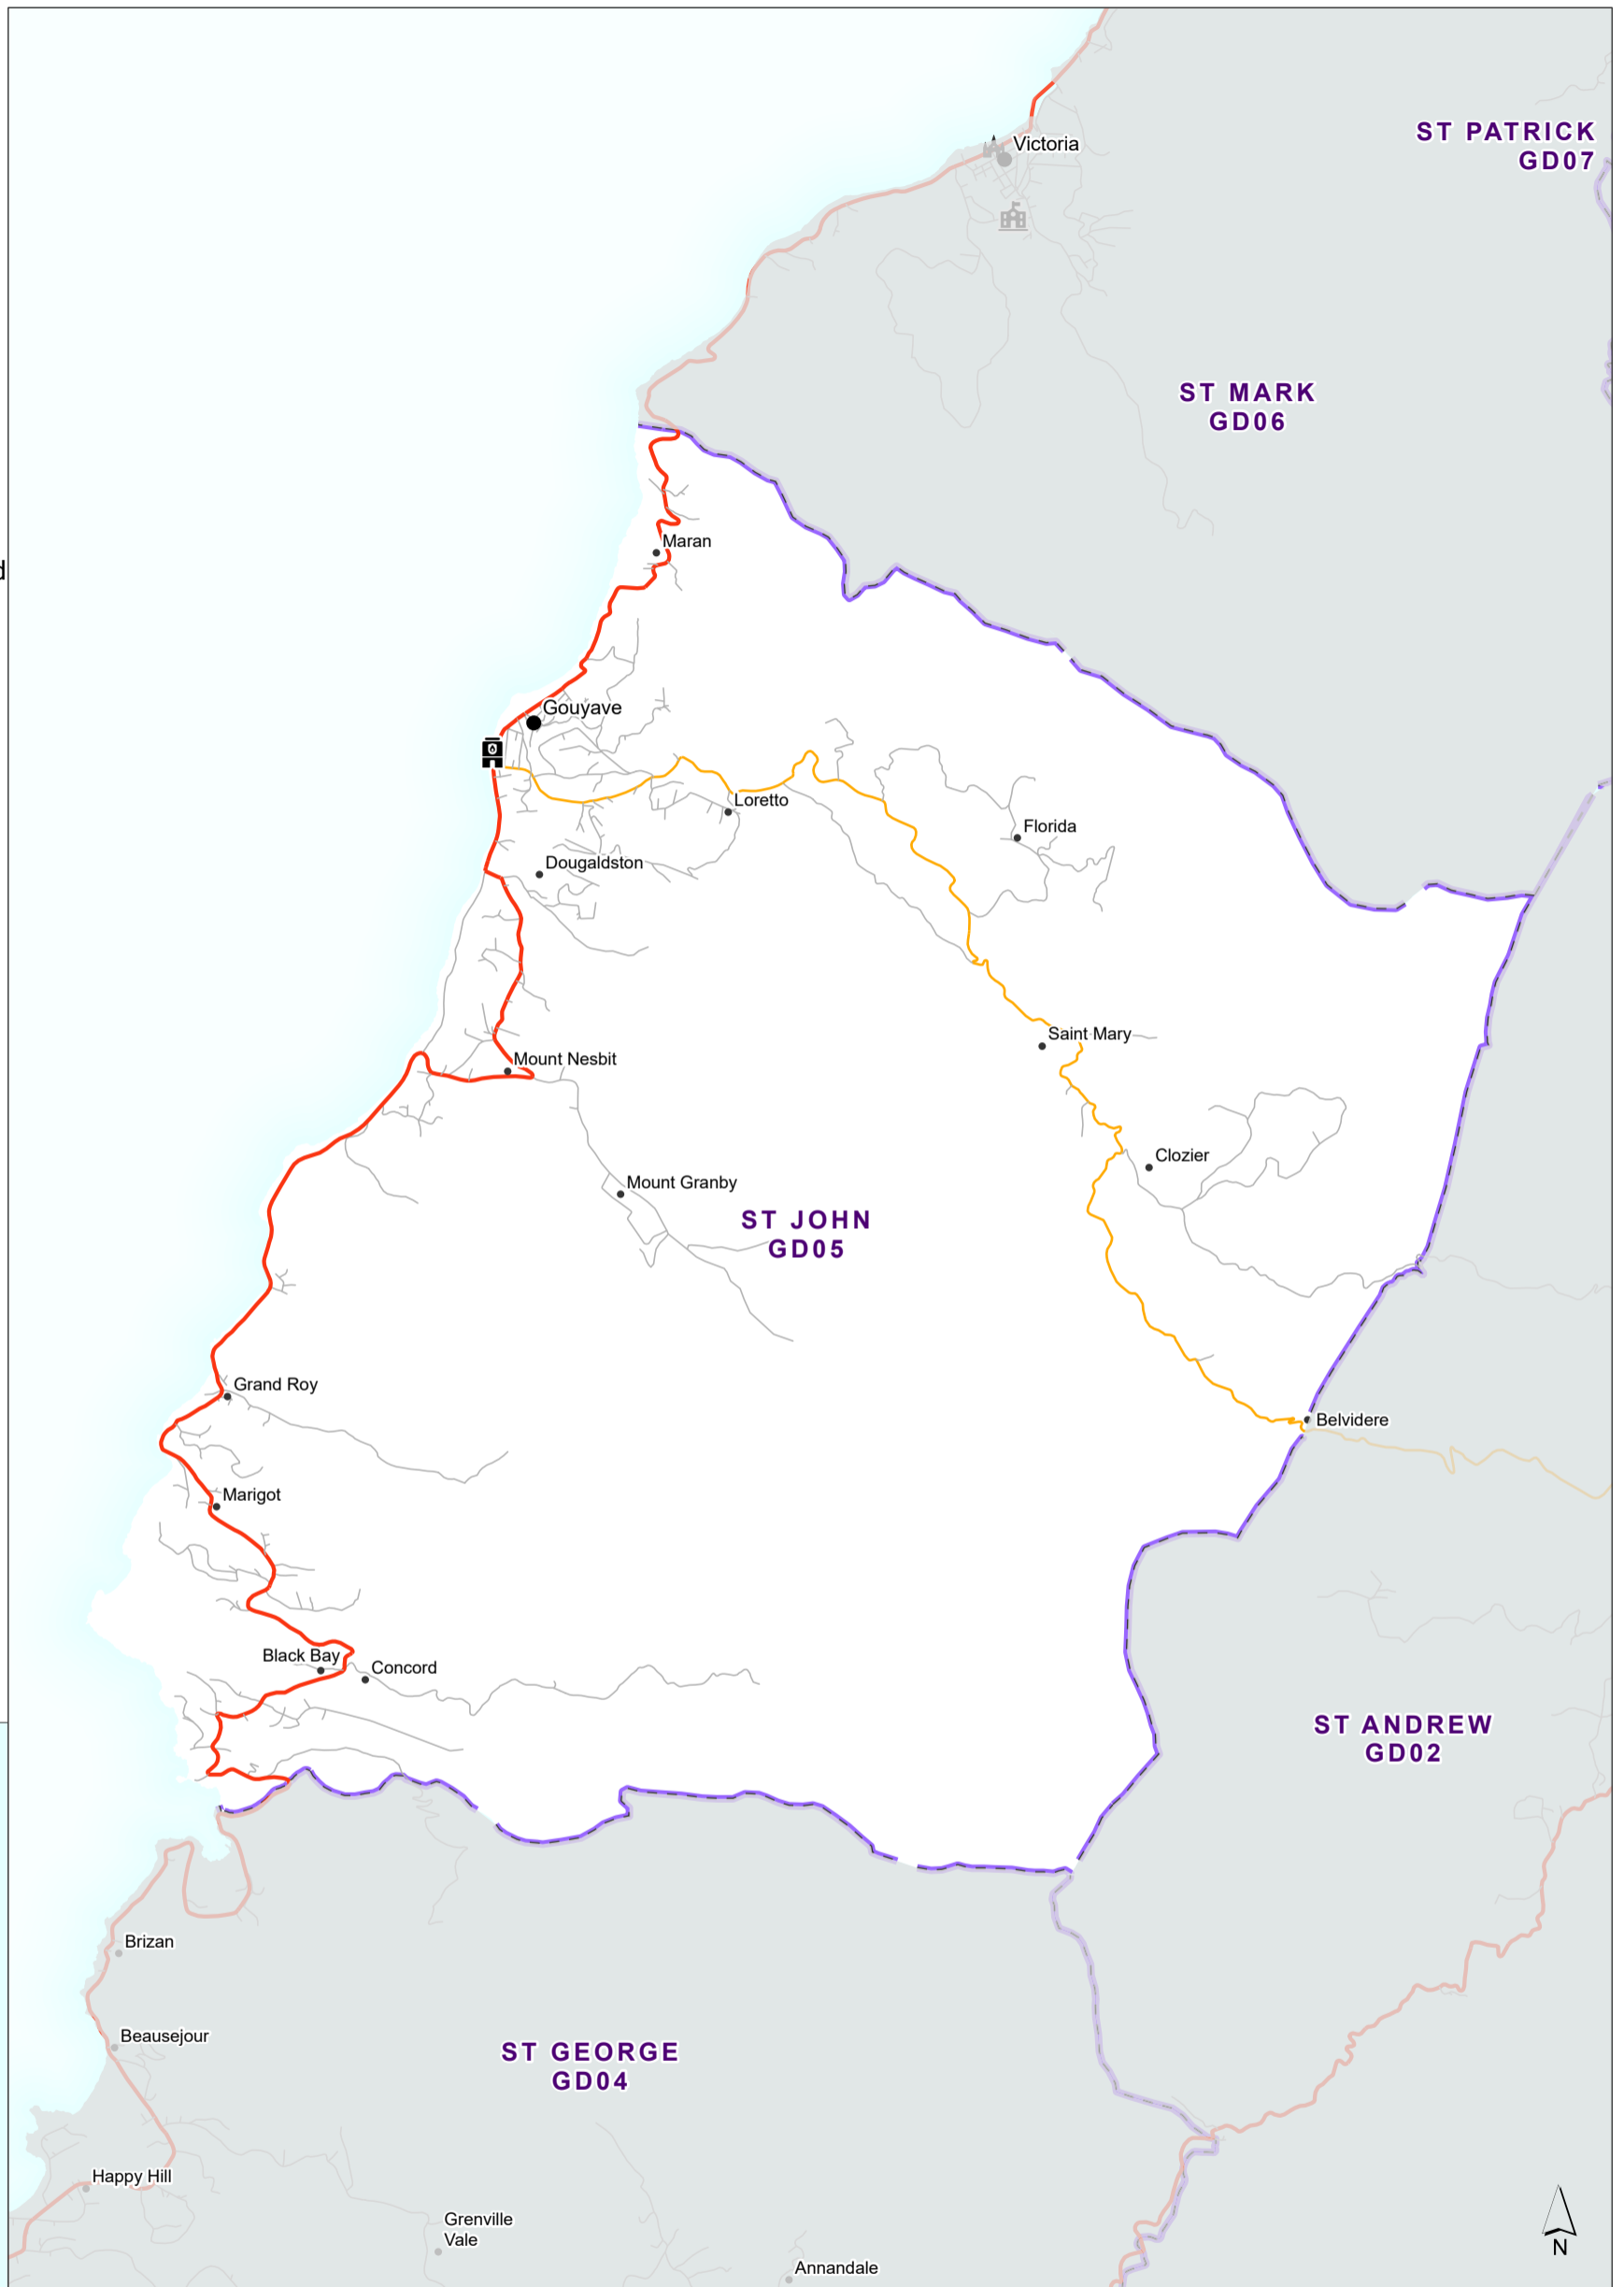 Victoria
ST PATRICK
GD07
ST MARK
GD06
d
Maran
Gouyave
Loretto
Florida
Dougaldston
Saint Mary
Mount Nesbit
Clozier
Mount Granby
ST JOHN
GD05
Grand Roy
Belvidere
Marigot
Black Bay
Concord
ST ANDREW
GD02
Brizan
Beausejour
ST GEORGE
GD04
Happy Hill
Grenville
Vale
Annandale
N